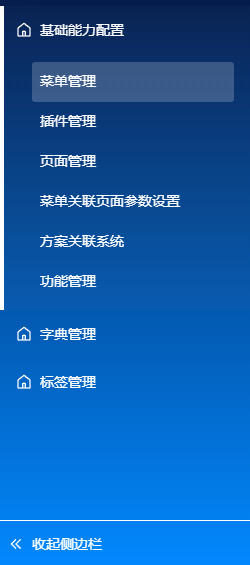 基础能力配置
菜单管理
插件管理
页面管理
菜单关联页面参数设置
方案关联系统
功能管理
字典管理
标签管理
收起侧边栏